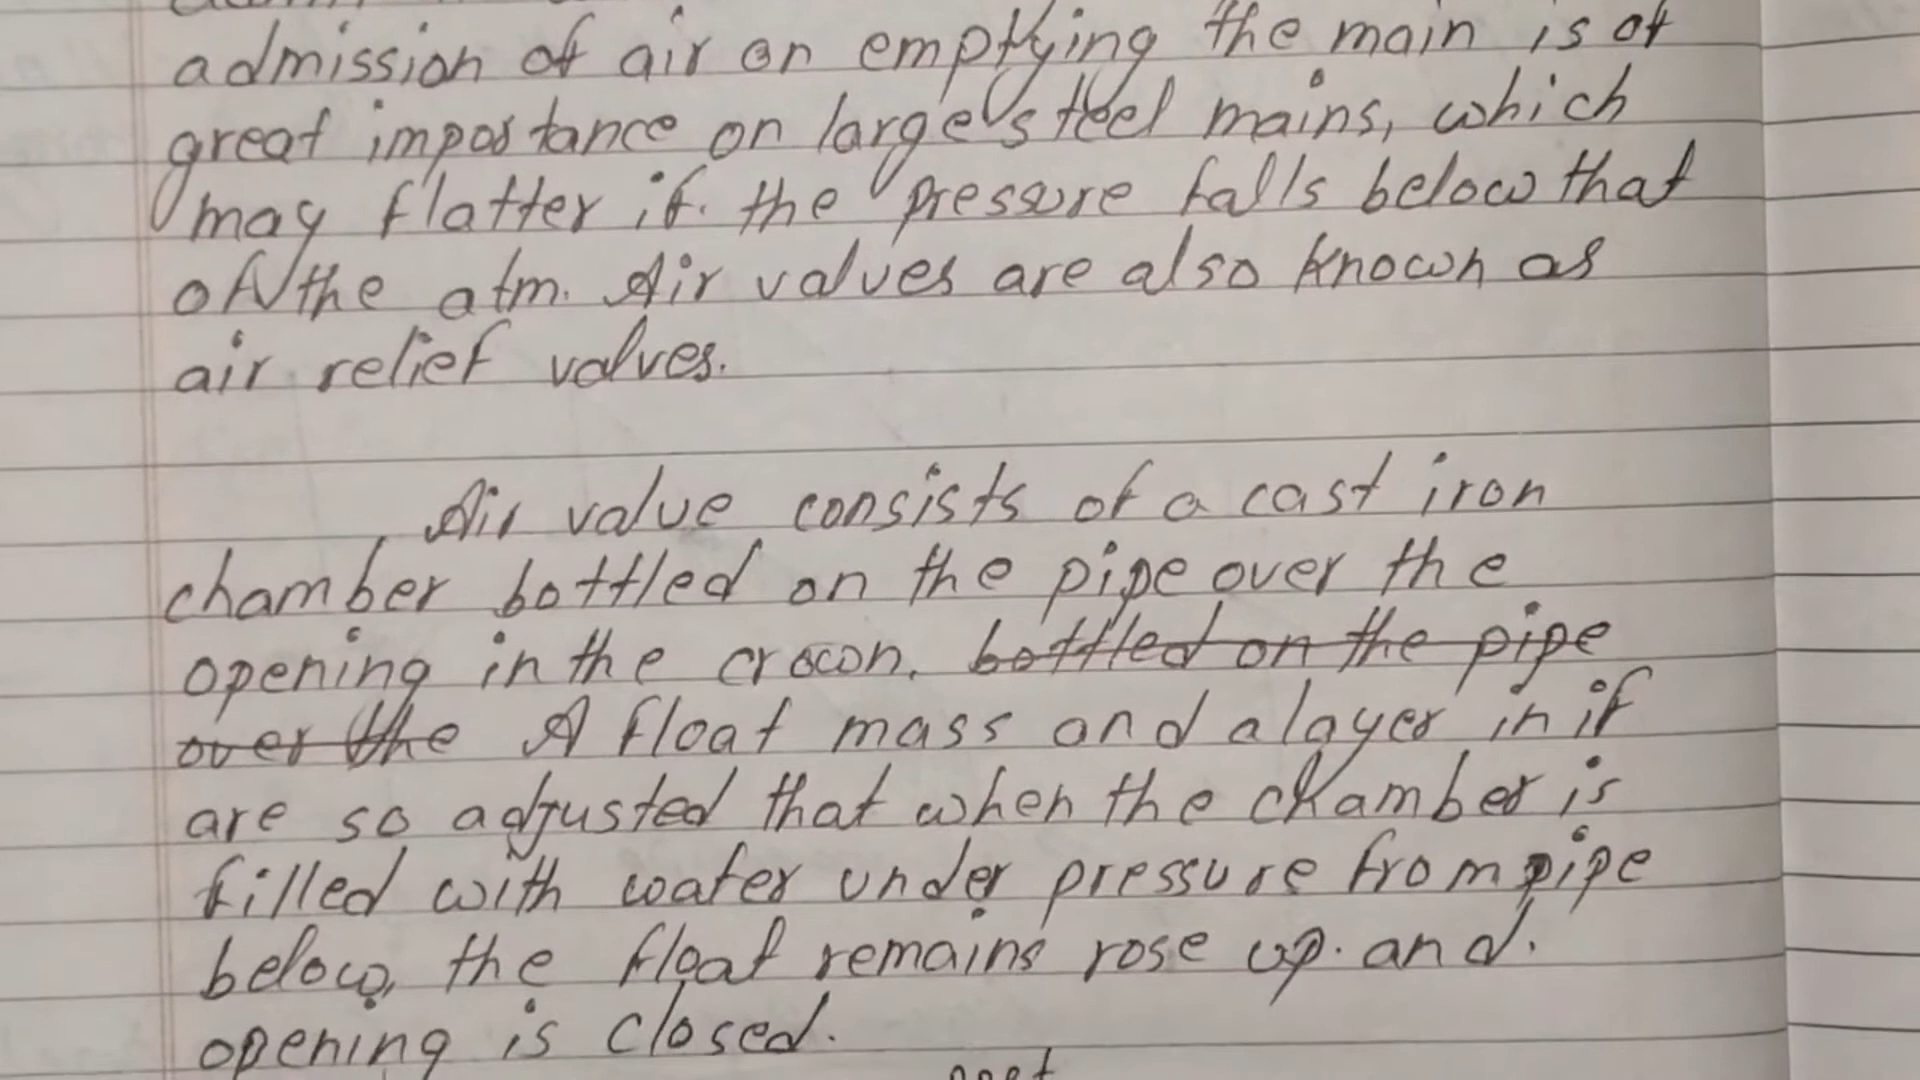 admission of air on emptying the main is of
great importance on large steel mains, which
may flatter if. the pressure falls below that
of the atm. Air valves are also known as
air relief valves.
Air value consists of a cast iron
chamber bottled on the pipe over the
opening in the crown. bottled on the pipe
over the A float mass and a layer in it
are so adjusted that when the chamber is
filled with water under pressure from pipe
below, the float remains rose up. and.
opening is closed.